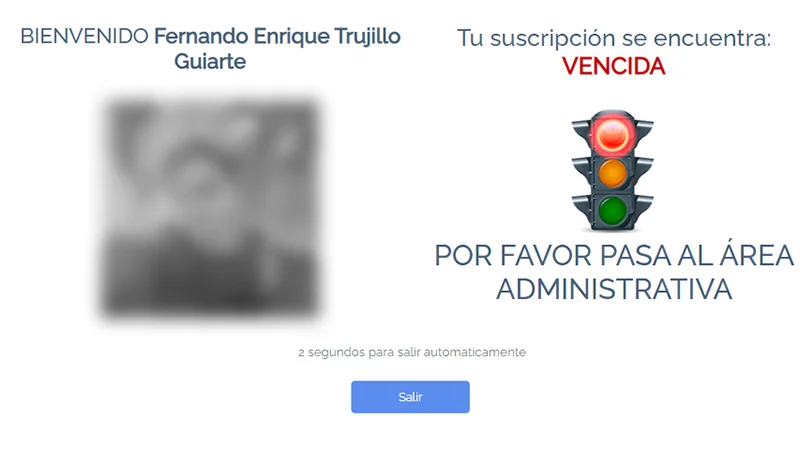 BIENVENIDO Fernando Enrique Trujillo
Guiarte
Tu suscripción se encuentra:
VENCIDA
POR FAVOR PASA AL ÁREA
ADMINISTRATIVA
2 segundos para salir automaticamente
Salir